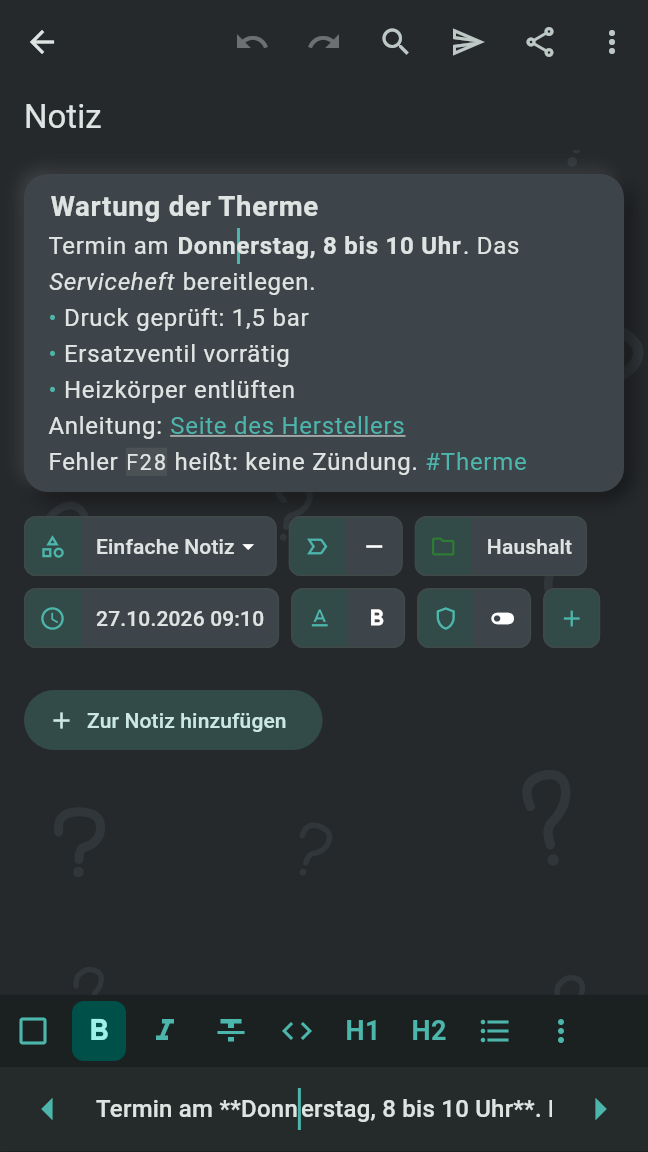 Notiz
Wartung der Therme
Termin am Donnerstag, 8 bis 10 Uhr. Das
Serviceheft bereitlegen.
• Druck geprüft: 1,5 bar
• Ersatzventil vorrätig
• Heizkörper entlüften
Anleitung: Seite des Herstellers
Fehler F28 heißt: keine Zündung. #Therme
Einfache Notiz
Haushalt
27.10.2026 09:10
A B
+ Zur Notiz hinzufügen
B I H1 H2
Termin am **Donnerstag, 8 bis 10 Uhr**.